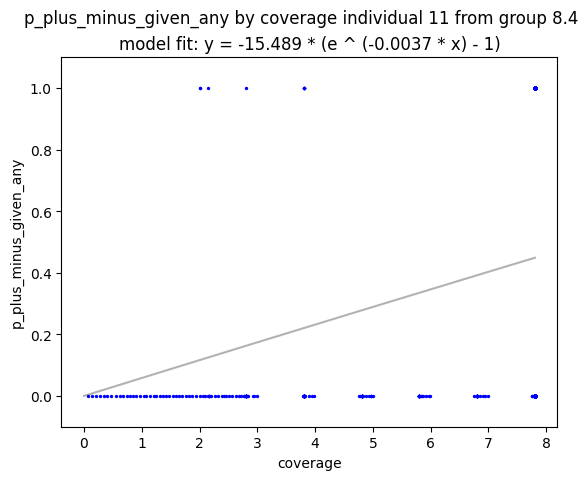 p_plus_minus_given_any by coverage individual 11 from group 8.4
model fit: y = -15.489 * (e ^ (-0.0037 * x) - 1)
1.0
0.8
0.6
0.4
0.2
0.0
p_plus_minus_given_any
0 1 2 3 4 5 6 7 8
coverage